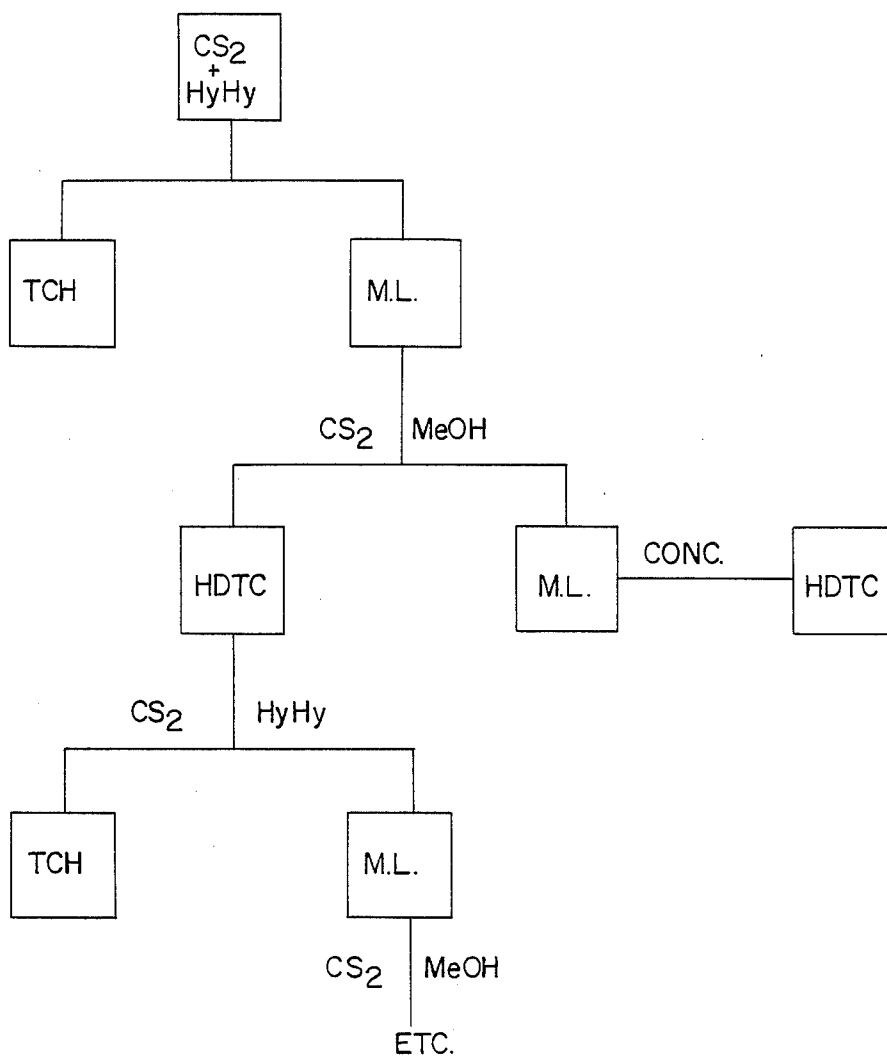 CS2
+
HyHy
TCH
M.L.
CS2 MeOH
HDTC
M.L.
CONC.
HDTC
CS2 HyHy
TCH
M.L.
CS2 MeOH
ETC.